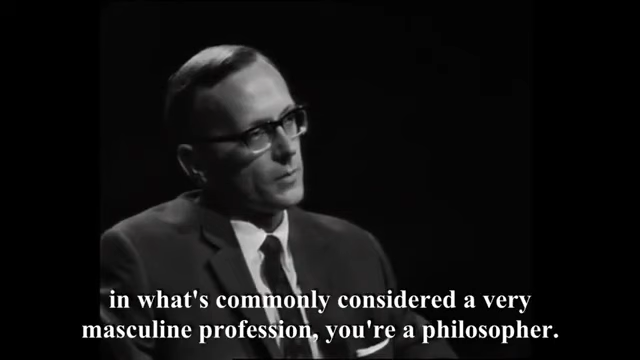 in what's commonly considered a very
masculine profession, you're a philosopher.